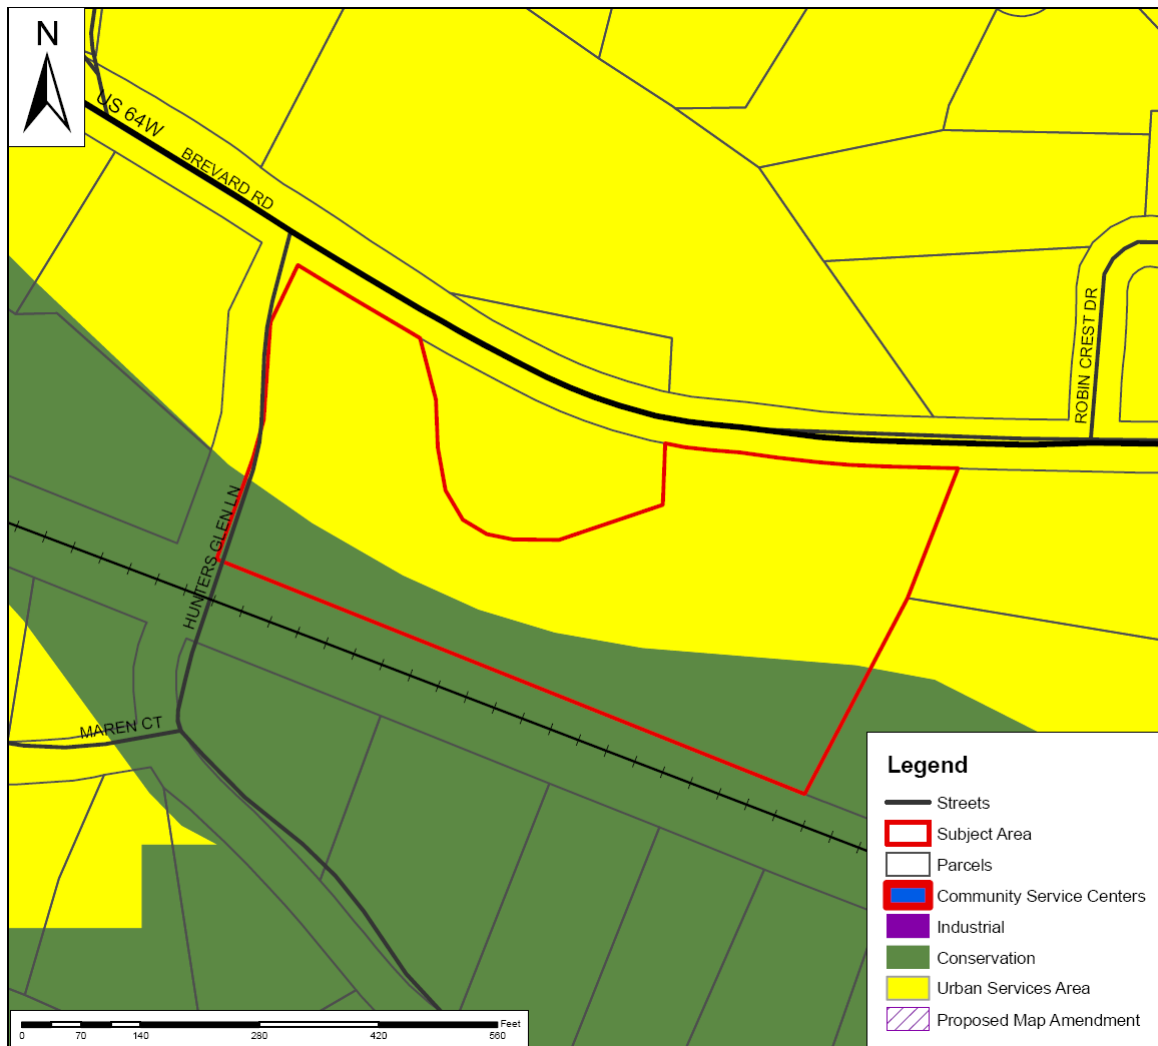 N
US 64W
BREVARD RD
ROBIN CREST DR
HUNTERS GLEN LN
MAREN CT
Legend
Streets
Subject Area
Parcels
Community Service Centers
Industrial
Conservation
Urban Services Area
Proposed Map Amendment
Feet
0 70 140 280 420 560